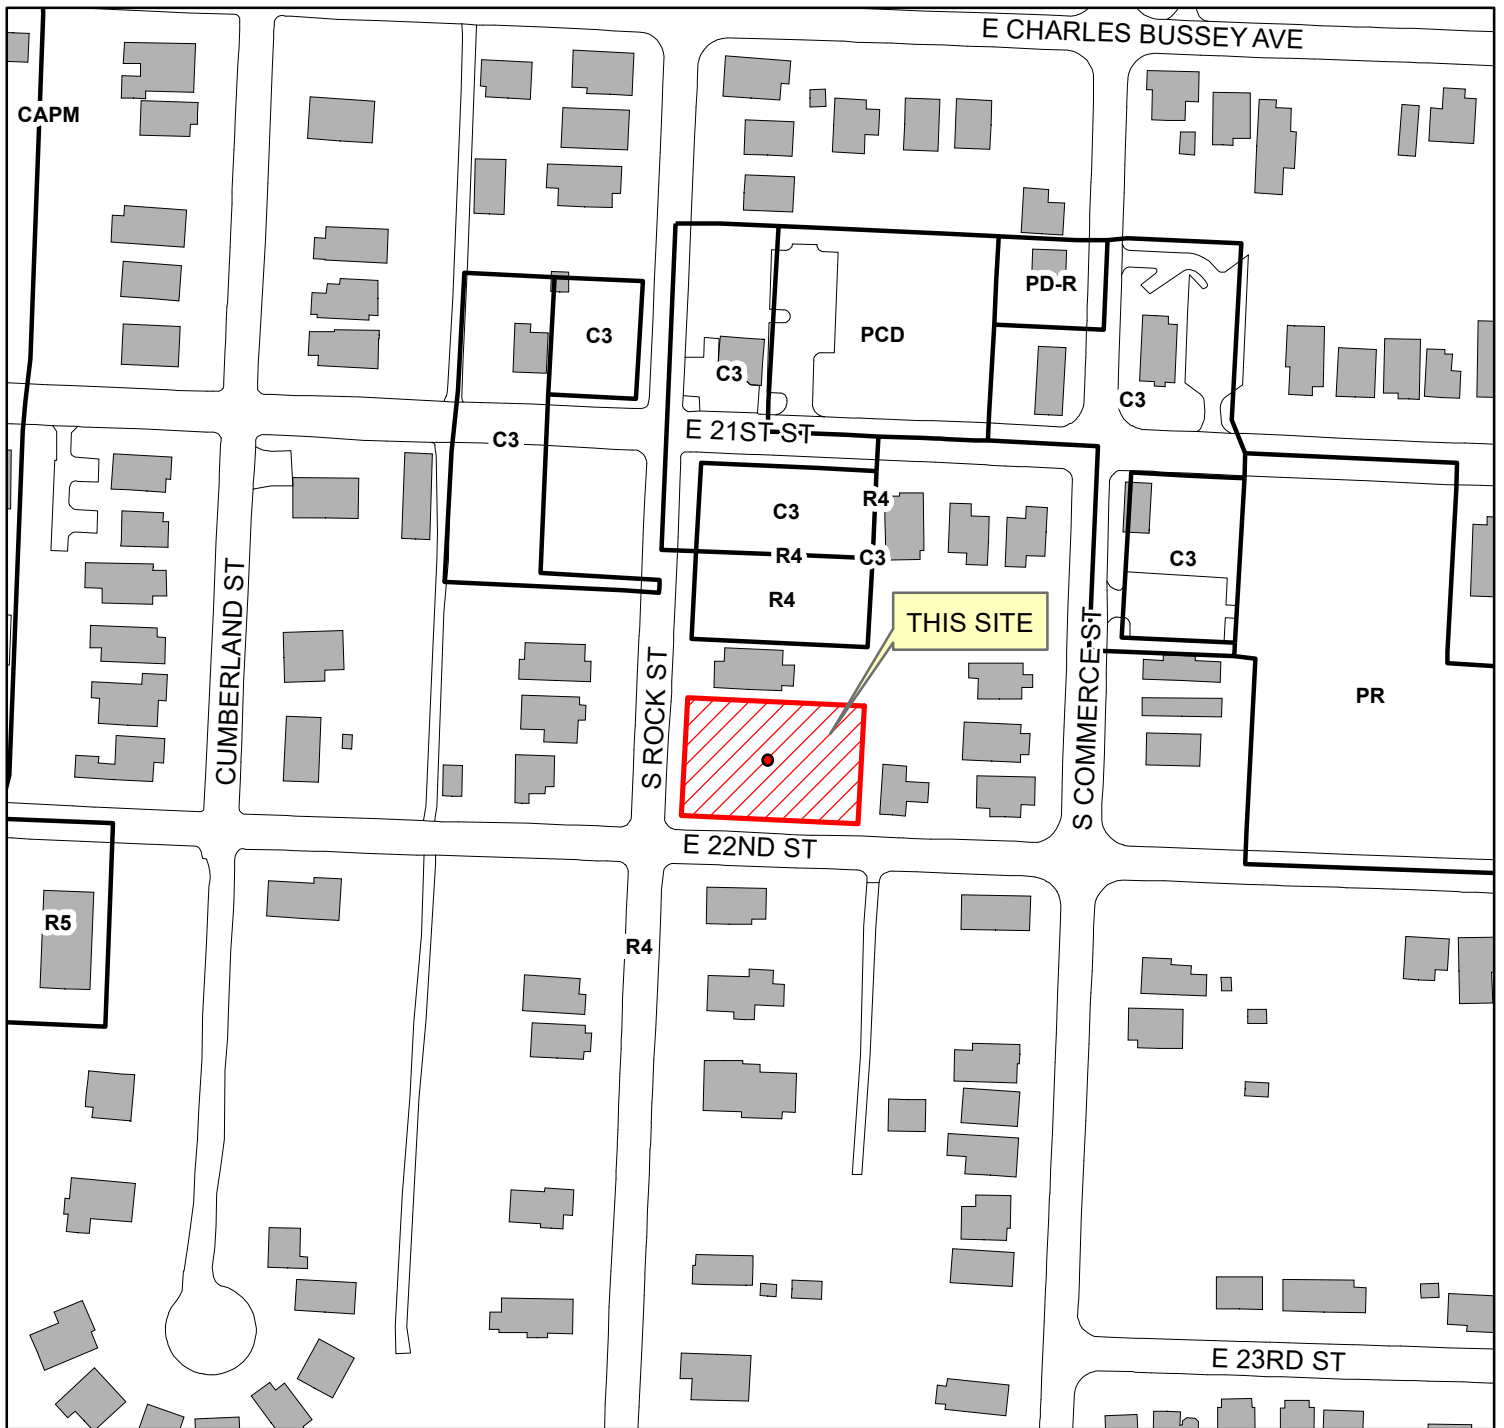 E CHARLES BUSSEY AVE
CAPM
PD-R
C3
PCD
C3
C3
E 21ST ST
C3
R4
C3
R4
C3
C3
R4
THIS SITE
CUMBERLAND ST
S ROCK ST
S COMMERCE ST
PR
E 22ND ST
R5
R4
E 23RD ST